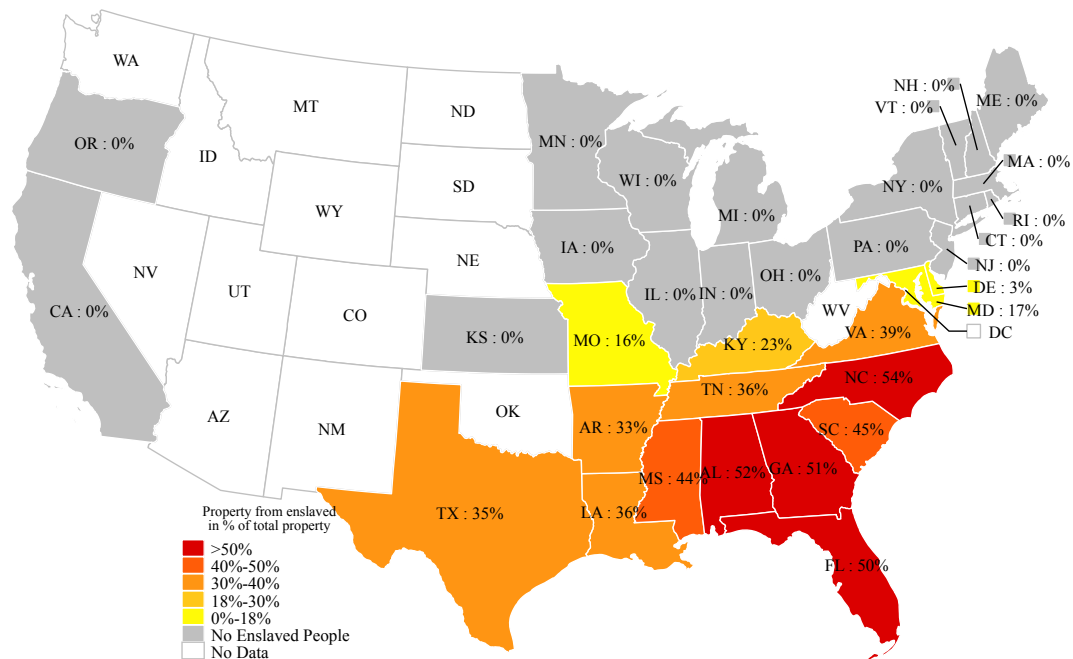 WA
MT
ND
MN : 0%
NH : 0%
VT : 0%
ME : 0%
OR : 0%
ID
SD
WI : 0%
MA : 0%
NY : 0%
WY
MI : 0%
RI : 0%
CT : 0%
IA : 0%
PA : 0%
NJ : 0%
NV
NE
OH : 0%
DE : 3%
UT
IL : 0%
IN : 0%
MD : 17%
CA : 0%
CO
WV
DC
KS : 0%
MO : 16%
KY : 23%
VA : 39%
NC : 54%
TN : 36%
AZ
OK
NM
AR : 33%
SC : 45%
MS : 44%
AL : 52%
GA : 51%
TX : 35%
LA : 36%
FL : 50%
Property from enslaved
in % of total property
>50%
40%-50%
30%-40%
18%-30%
0%-18%
No Enslaved People
No Data